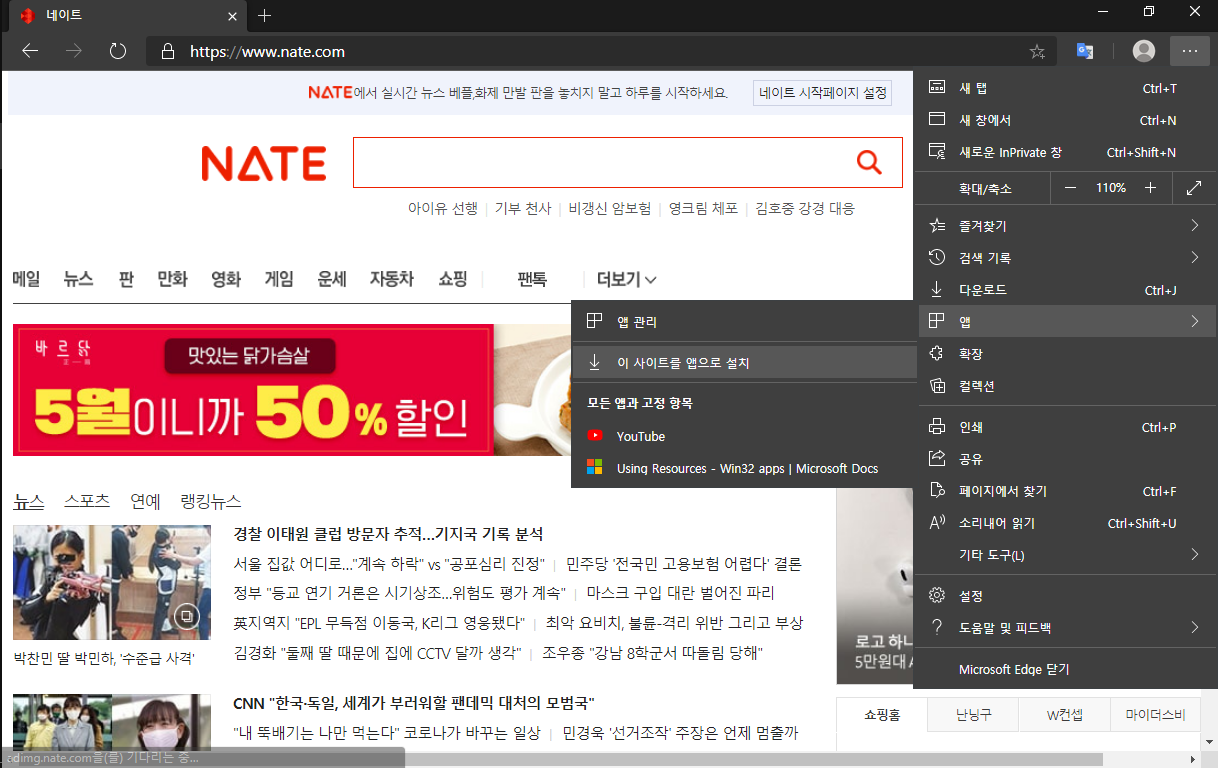 네이트
https://www.nate.com
NATE에서 실시간 뉴스 베플,화제 만발 판을 놓치지 말고 하루를 시작하세요.
네이트 시작페이지 설정
NATE
아이유 선행 | 기부 천사 | 비갱신 암보험 | 영크림 체포 | 김호중 강경 대응
메일 뉴스 판 만화 영화 게임 운세 자동차 쇼핑 팬톡 더보기
바르닭
맛있는 닭가슴살
5월이니까 50% 할인
뉴스 스포츠 연예 랭킹뉴스
박찬민 딸 박민하, '수준급 사격'
경찰 이태원 클럽 방문자 추적...기지국 기록 분석
서울 집값 어디로..."계속 하락" vs "공포심리 진정" | 민주당 '전국민 고용보험 어렵다' 결론
정부 "등교 연기 거론은 시기상조...위험도 평가 계속" | 마스크 구입 대란 벌어진 파리
英지역지 "EPL 무득점 이동국, K리그 영웅됐다" | 최악 요비치, 불륜-격리 위반 그리고 부상
김경화 "둘째 딸 때문에 집에 CCTV 달까 생각" | 조우종 "강남 8학군서 따돌림 당해"
CNN "한국·독일, 세계가 부러워할 팬데믹 대처의 모범국"
"내 뚝배기는 나만 먹는다" 코로나가 바꾸는 일상 | 민경욱 '선거조작' 주장은 언제 멈출까
adimg.nate.com을(를) 기다리는 중...
로고 하나
5만원대
쇼핑홈 난닝구 W컨셉 마이더스비
새 탭 Ctrl+T
새 창에서 Ctrl+N
새로운 InPrivate 창 Ctrl+Shift+N
확대/축소 — 110% +
즐겨찾기
검색 기록
다운로드 Ctrl+J
앱
확장
컬렉션
인쇄 Ctrl+P
공유
페이지에서 찾기 Ctrl+F
소리내어 읽기 Ctrl+Shift+U
기타 도구(L)
설정
도움말 및 피드백
Microsoft Edge 닫기
앱 관리
이 사이트를 앱으로 설치
모든 앱과 고정 항목
YouTube
Using Resources - Win32 apps | Microsoft Docs